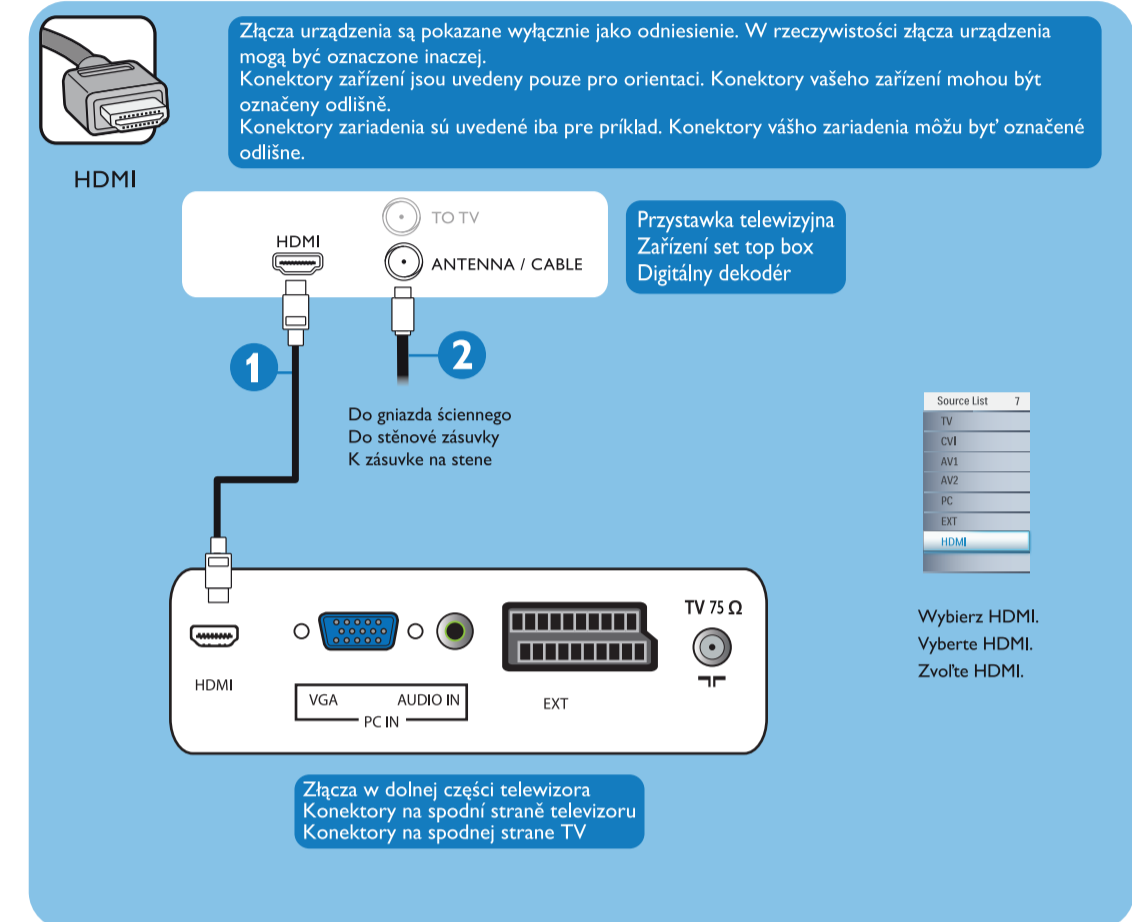 Złącza urządzenia są pokazane wyłącznie jako odniesienie. W rzeczywistości złącza urządzenia
mogą być oznaczone inaczej.
Konektory zařízení jsou uvedeny pouze pro orientaci. Konektory vašeho zařízení mohou být
označeny odlišně.
Konektory zariadenia sú uvedené iba pre príklad. Konektory vášho zariadenia môžu byť označené
odlišne.
HDMI
TO TV
HDMI
ANTENNA / CABLE
Przystawka telewizyjna
Zařízení set top box
Digitálny dekodér
1
2
Do gniazda ściennego
Do stěnové zásuvky
K zásuvke na stene
Source List 7
TV
CVI
AV1
AV2
PC
EXT
HDMI
Wybierz HDMI.
Vyberte HDMI.
Zvoľte HDMI.
TV 75 Ω
HDMI
VGA AUDIO IN
PC IN
EXT
Złącza w dolnej części telewizora
Konektory na spodní straně televizoru
Konektory na spodnej strane TV